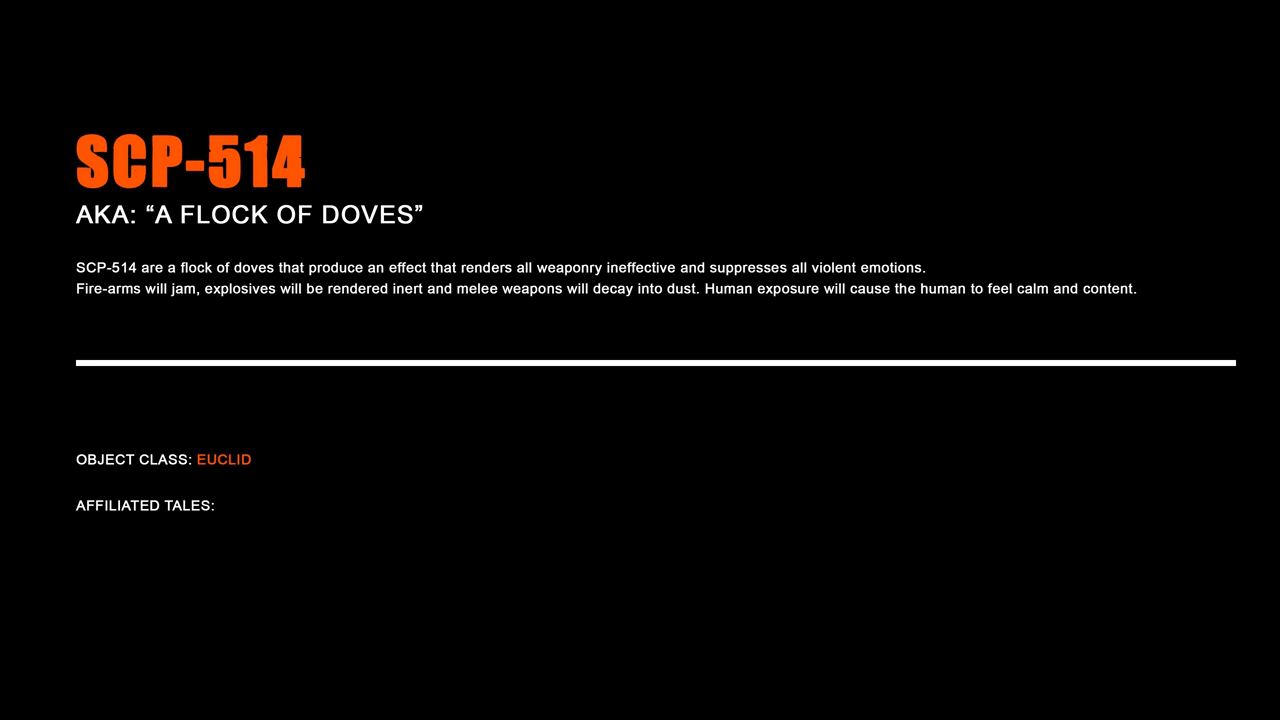 SCP-514
AKA: “A FLOCK OF DOVES”
SCP-514 are a flock of doves that produce an effect that renders all weaponry ineffective and suppresses all violent emotions.
Fire-arms will jam, explosives will be rendered inert and melee weapons will decay into dust. Human exposure will cause the human to feel calm and content.
OBJECT CLASS: EUCLID
AFFILIATED TALES: